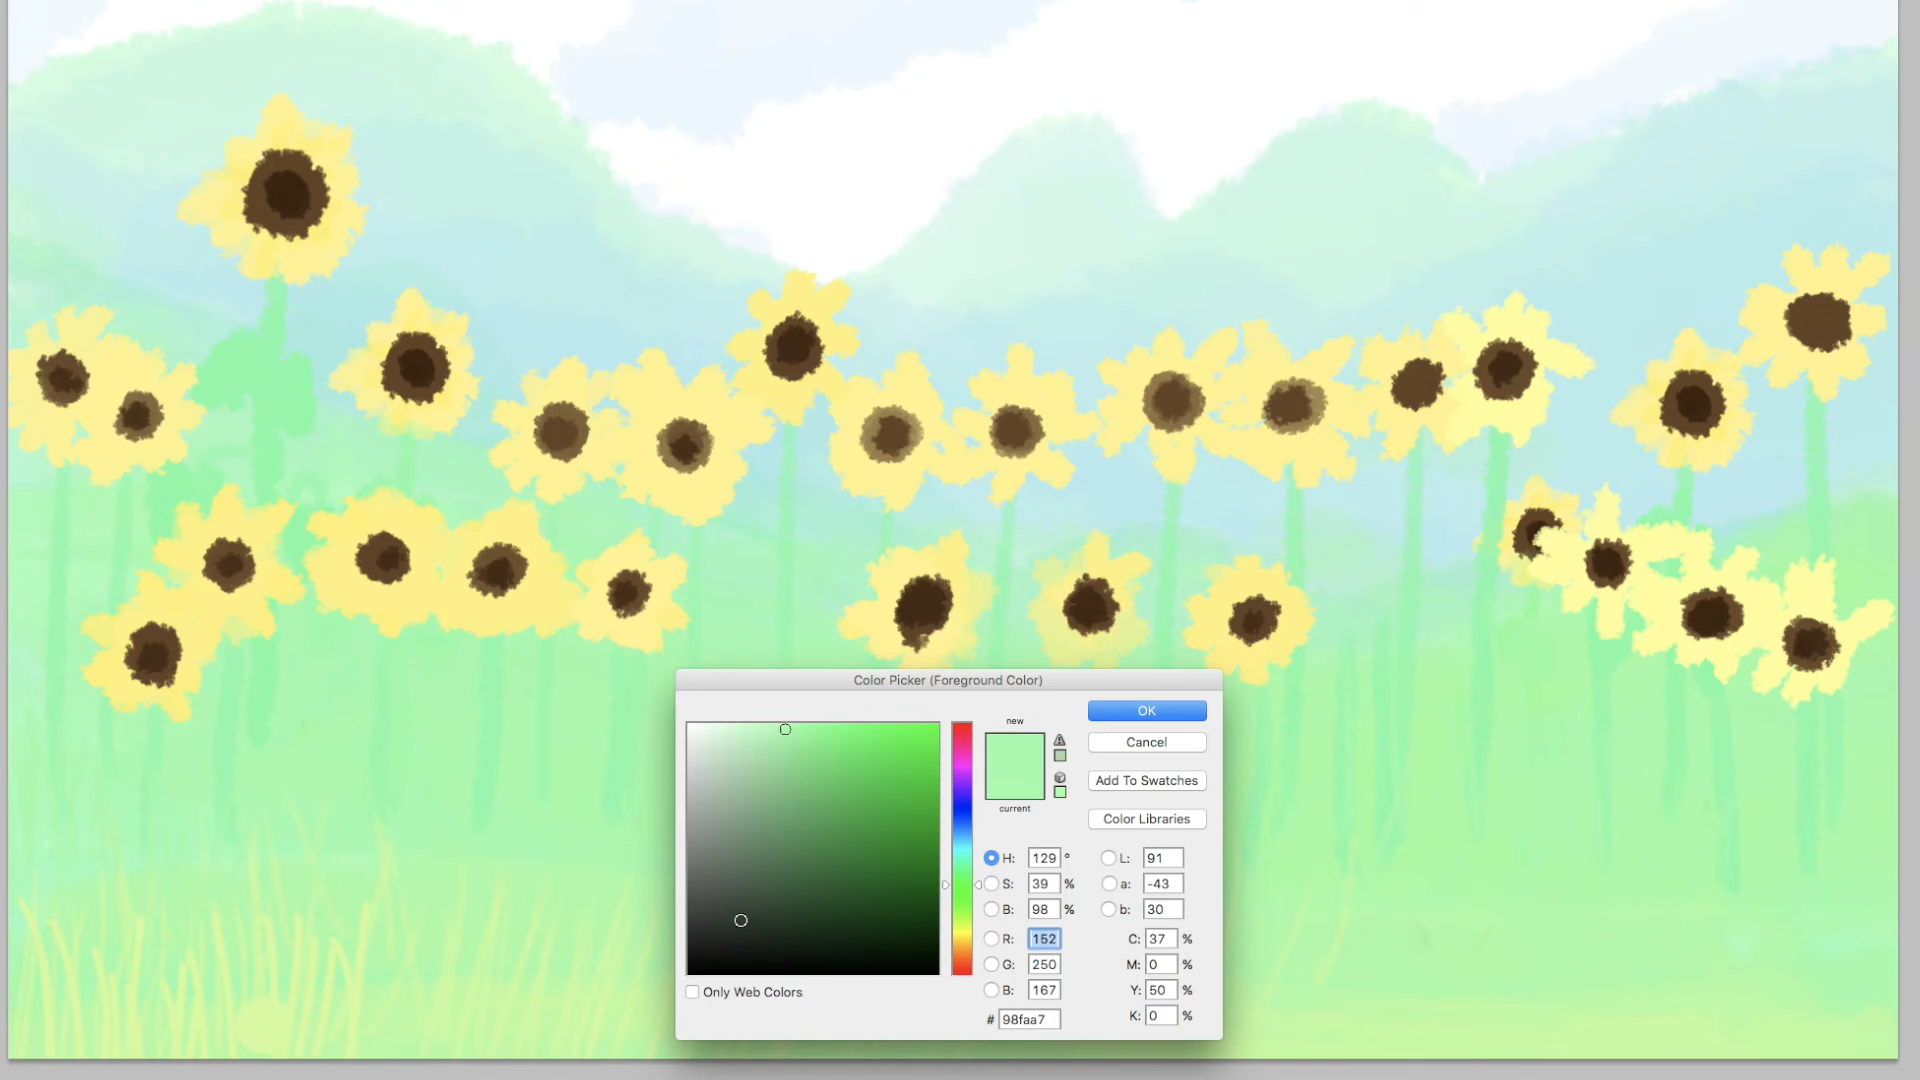 Color Picker (Foreground Color)
new
OK
Cancel
Add To Swatches
current
Color Libraries
H: 129 ° L: 91
S: 39 % a: -43
B: 98 % b: 30
R: 152 C: 37 %
G: 250 M: 0 %
B: 167 Y: 50 %
Only Web Colors
# 98faa7 K: 0 %